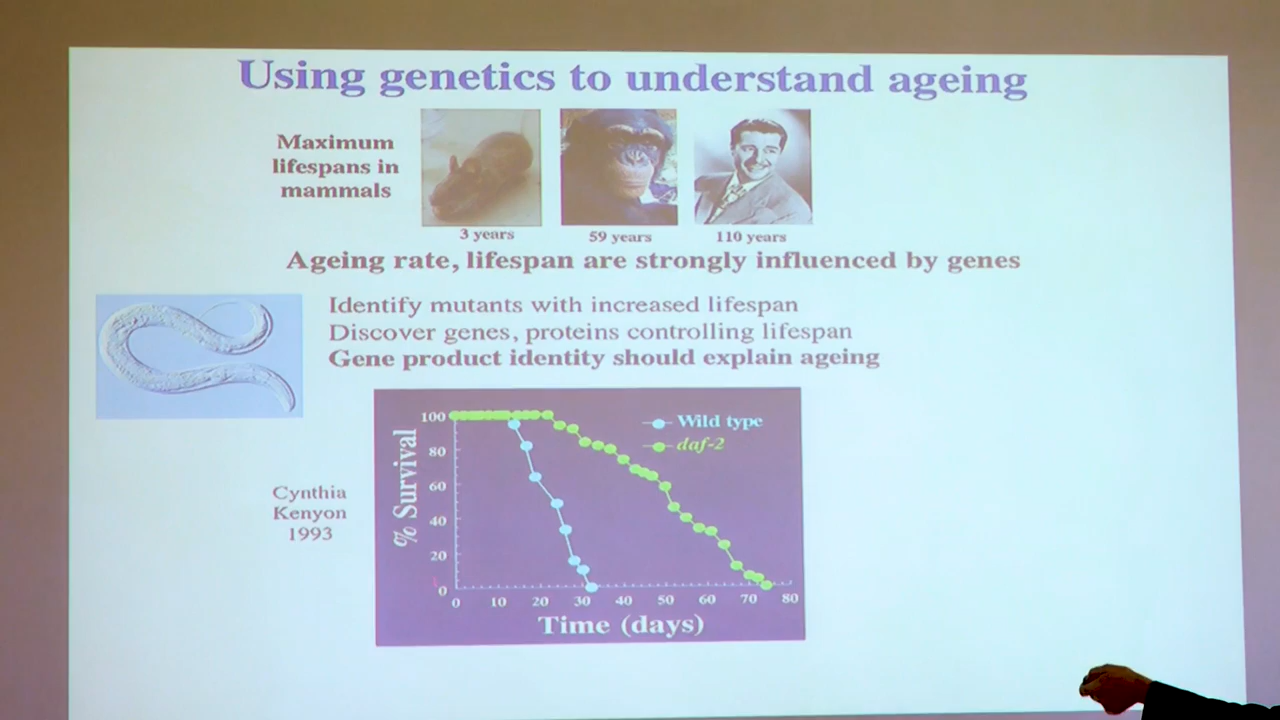 Using genetics to understand ageing
Maximum
lifespans in
mammals
3 years
59 years
110 years
Ageing rate, lifespan are strongly influenced by genes
Identify mutants with increased lifespan
Discover genes, proteins controlling lifespan
Gene product identity should explain ageing
Cynthia
Kenyon
1993
% Survival
100
80
60
40
20
0
Wild type
daf-2
0 10 20 30 40 50 60 70 80
Time (days)